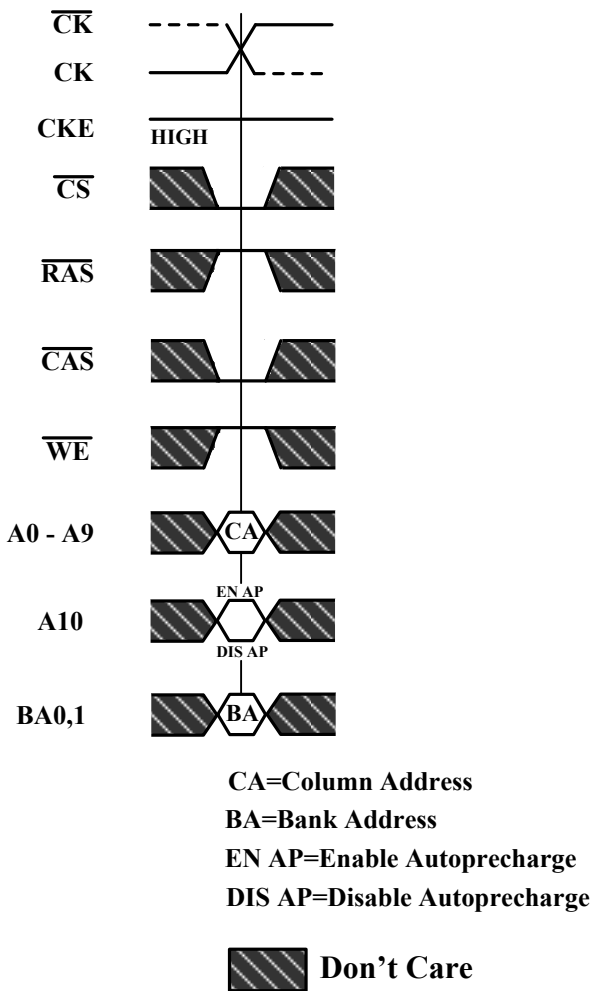 CK
CK
CKE
HIGH
CS
RAS
CAS
WE
A0 - A9
CA
EN AP
A10
DIS AP
BA0,1
BA
CA=Column Address
BA=Bank Address
EN AP=Enable Autoprecharge
DIS AP=Disable Autoprecharge
Don't Care